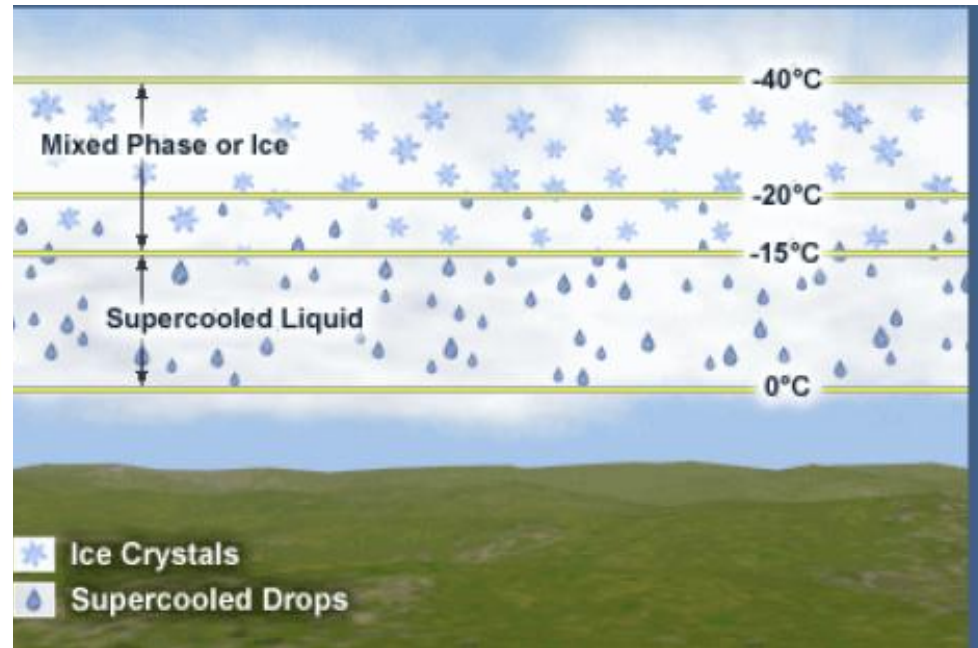 -40°C
Mixed Phase or Ice
-20°C
-15°C
Supercooled Liquid
0°C
Ice Crystals
Supercooled Drops